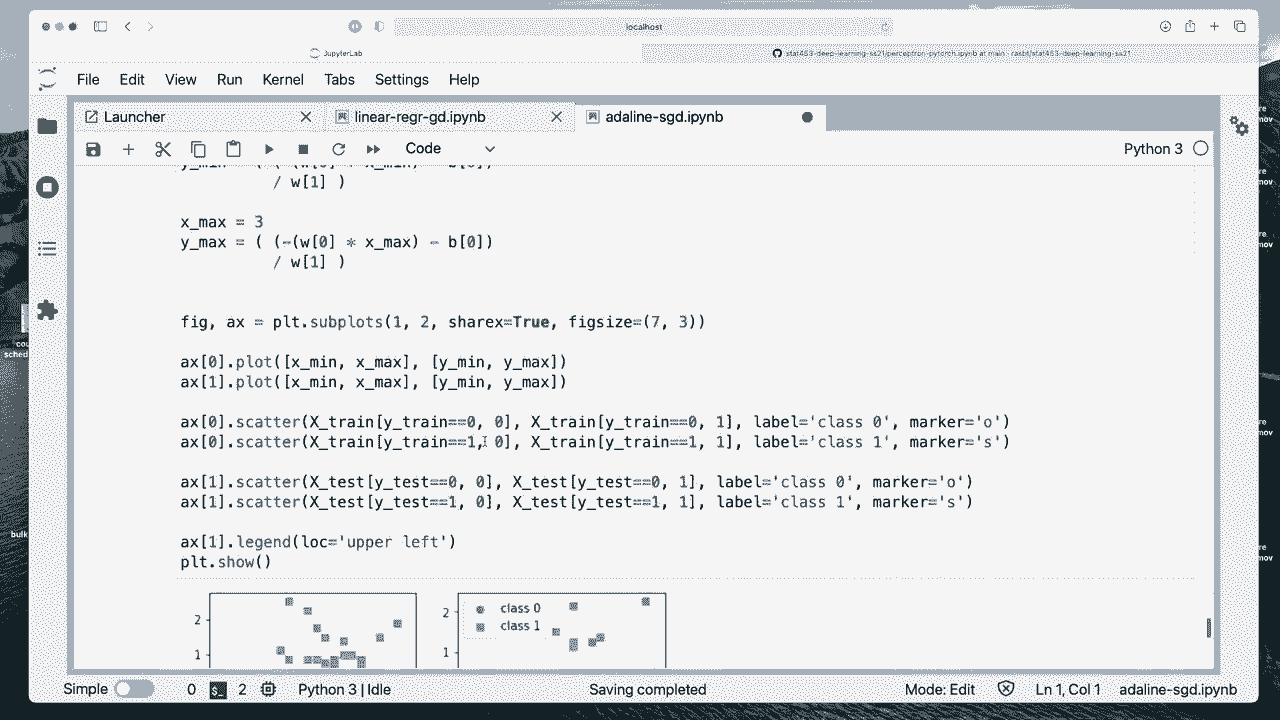 localhost
JupyterLab
stat453-deep-learning-ss21/perceptron-pytorch.ipynb at main · rasbt/stat453-deep-learning-ss21
File Edit View Run Kernel Tabs Settings Help
Launcher
linear-regr-gd.ipynb
adaline-sgd.ipynb
Code
Python 3
/ w[1] )
x_max = 3
y_max = ( (-(w[0] * x_max) - b[0])
/ w[1] )
fig, ax = plt.subplots(1, 2, sharex=True, figsize=(7, 3))
ax[0].plot([x_min, x_max], [y_min, y_max])
ax[1].plot([x_min, x_max], [y_min, y_max])
ax[0].scatter(X_train[y_train==0, 0], X_train[y_train==0, 1], label='class 0', marker='o')
ax[0].scatter(X_train[y_train==1, 0], X_train[y_train==1, 1], label='class 1', marker='s')
ax[1].scatter(X_test[y_test==0, 0], X_test[y_test==0, 1], label='class 0', marker='o')
ax[1].scatter(X_test[y_test==1, 0], X_test[y_test==1, 1], label='class 1', marker='s')
ax[1].legend(loc='upper left')
plt.show()
2
1
2
1
class 0
class 1
Simple 0 2 Python 3 | Idle Saving completed Mode: Edit Ln 1, Col 1 adaline-sgd.ipynb